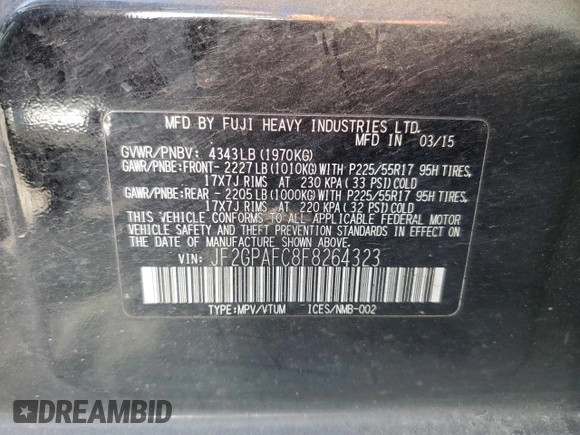 MFD BY FUJI HEAVY INDUSTRIES LTD.
MFD IN 03/15
GVWR/PNBV: 4343LB(1970KG)
GAWR/PNBE:FRONT-2227LB(1010KG)WITH P225/55R17 95H TIRES,
17X7J RIMS AT 230 KPA(33 PSI)COLD
GAWR/PNBE:REAR -2205LB(1000KG)WITH P225/55R17 95H TIRES,
17X7J RIMS AT 220 KPA(32 PSI)COLD
THIS VEHICLE CONFORMS TO ALL APPLICABLE FEDERAL MOTOR
VEHICLE SAFETY BUMPER, AND THEFT PREVENTION STANDARDS IN
EFFECT ON THE DATE OF MANUFACTURE SHOWN ABOVE.
VIN: JF2GPAFC8F8264323
TYPE:MPV/VTUM ICES/NMB-002
DREAMBID